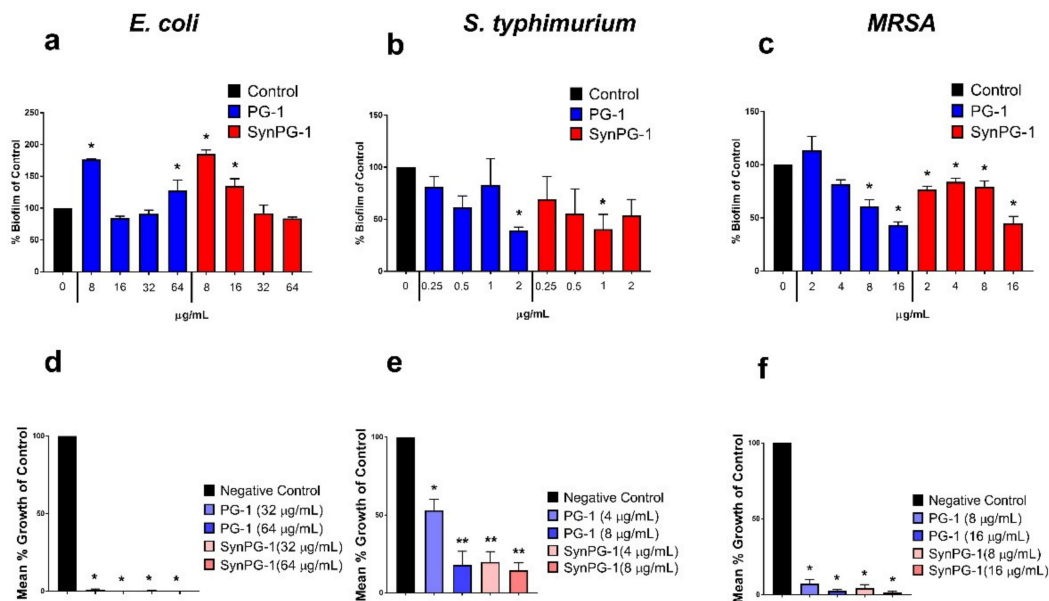 E. coli
S. typhimurium
MRSA
a
Control
PG-1
SynPG-1
% Biofilm of Control
250
200
150
100
50
0
* * * *
0 8 16 32 64 8 16 32 64
µg/mL
b
Control
PG-1
SynPG-1
% Biofilm of Control
150
100
50
0
* *
0 0.25 0.5 1 2 0.25 0.5 1 2
µg/mL
c
Control
PG-1
SynPG-1
% Biofilm of Control
150
100
50
0
* * * * * *
0 2 4 8 16 2 4 8 16
µg/mL
d
Mean % Growth of Control
100
50
0
* * * *
Negative Control
PG-1 (32 µg/mL)
PG-1 (64 µg/mL)
SynPG-1(32 µg/mL)
SynPG-1(64 µg/mL)
e
Mean % Growth of Control
100
50
0
* ** ** **
Negative Control
PG-1 (4 µg/mL)
PG-1 (8 µg/mL)
SynPG-1(4 µg/mL)
SynPG-1(8 µg/mL)
f
Mean % Growth of Control
100
50
0
* * * *
Negative Control
PG-1 (8 µg/mL)
PG-1 (16 µg/mL)
SynPG-1(8 µg/mL)
SynPG-1(16 µg/mL)